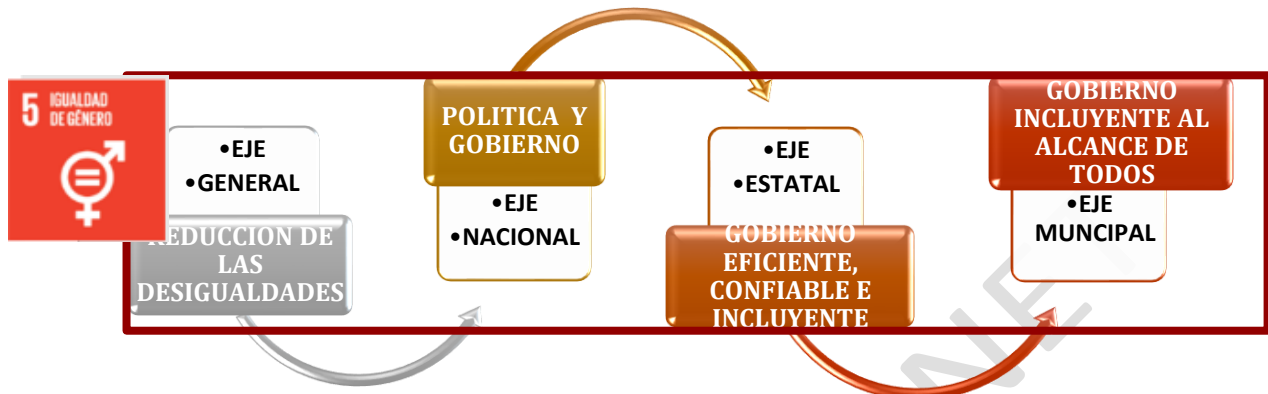 5 IGUALDAD
DE GÉNERO
•EJE
•GENERAL
REDUCCION DE
LAS
DESIGUALDADES
POLITICA Y
GOBIERNO
•EJE
•NACIONAL
•EJE
•ESTATAL
GOBIERNO
EFICIENTE,
CONFIABLE E
INCLUYENTE
GOBIERNO
INCLUYENTE AL
ALCANCE DE
TODOS
•EJE
MUNCIPAL